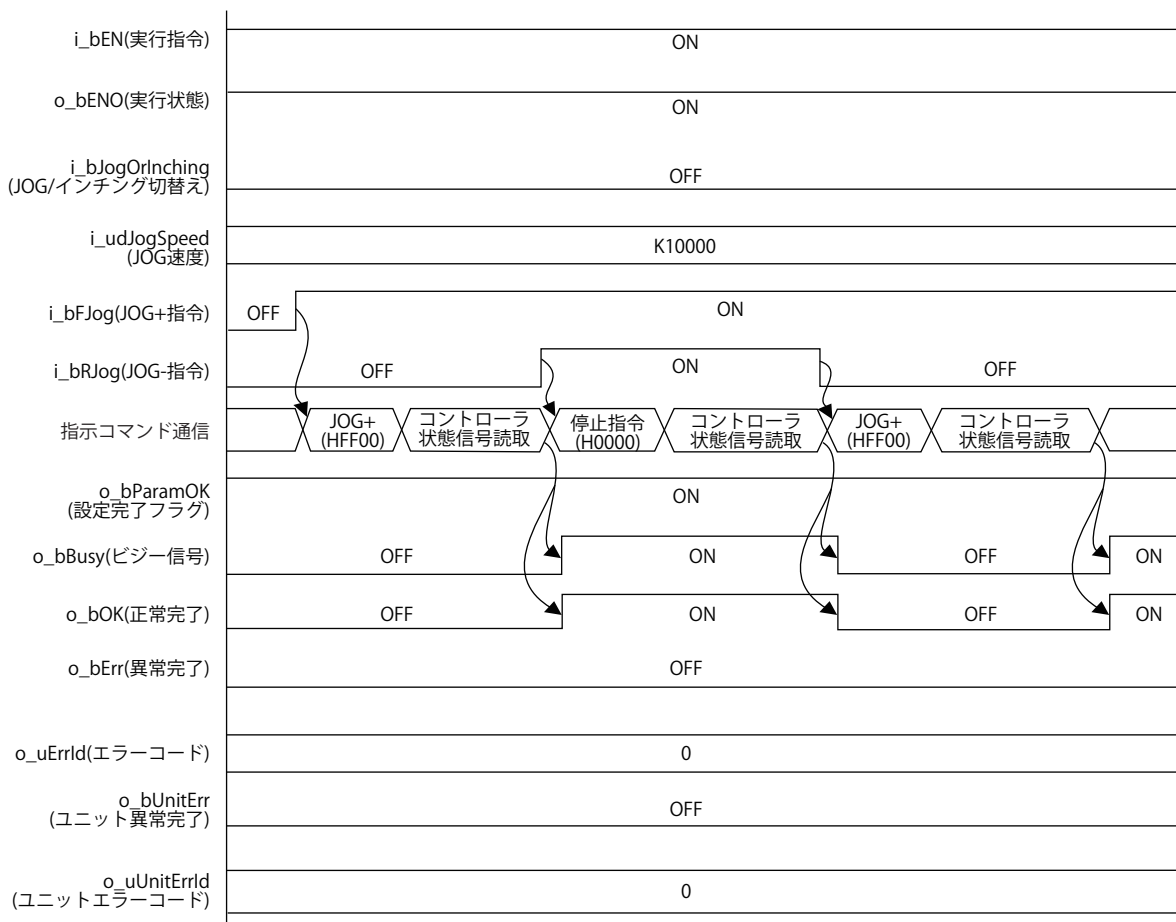 i_bEN(実行指令)
ON
o_bENO(実行状態)
ON
i_bJogOrInching
(JOG/インチング切替え)
OFF
i_udJogSpeed
(JOG速度)
K10000
i_bFJog(JOG+指令)
OFF
ON
i_bRJog(JOG-指令)
OFF
ON
OFF
指示コマンド通信
JOG+
(HFF00)
コントローラ
状態信号読取
停止指令
(H0000)
コントローラ
状態信号読取
JOG+
(HFF00)
コントローラ
状態信号読取
o_bParamOK
(設定完了フラグ)
ON
o_bBusy(ビジー信号)
OFF
ON
OFF
ON
o_bOK(正常完了)
OFF
ON
OFF
ON
o_bErr(異常完了)
OFF
o_uErrId(エラーコード)
0
o_bUnitErr
(ユニット異常完了)
OFF
o_uUnitErrId
(ユニットエラーコード)
0